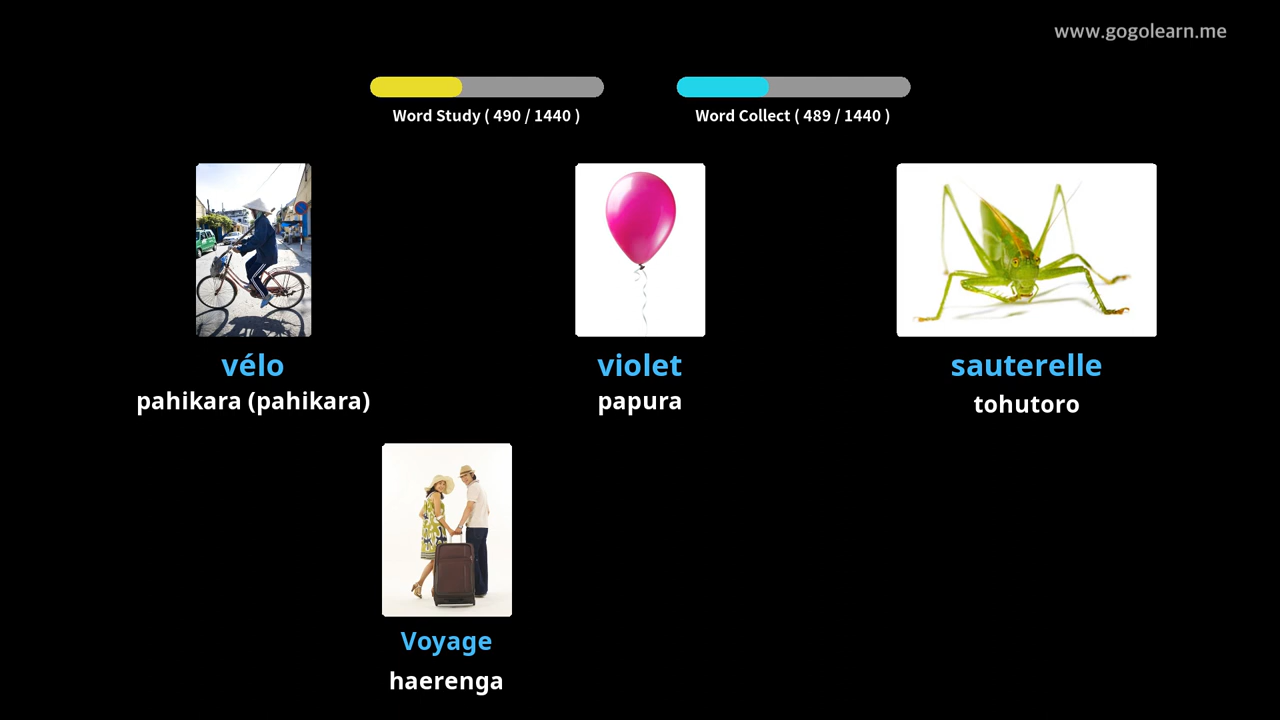 www.gogolearn.me
Word Study ( 490 / 1440 )
Word Collect ( 489 / 1440 )
vélo
pahikara (pahikara)
violet
papura
sauterelle
tohutoro
Voyage
haerenga